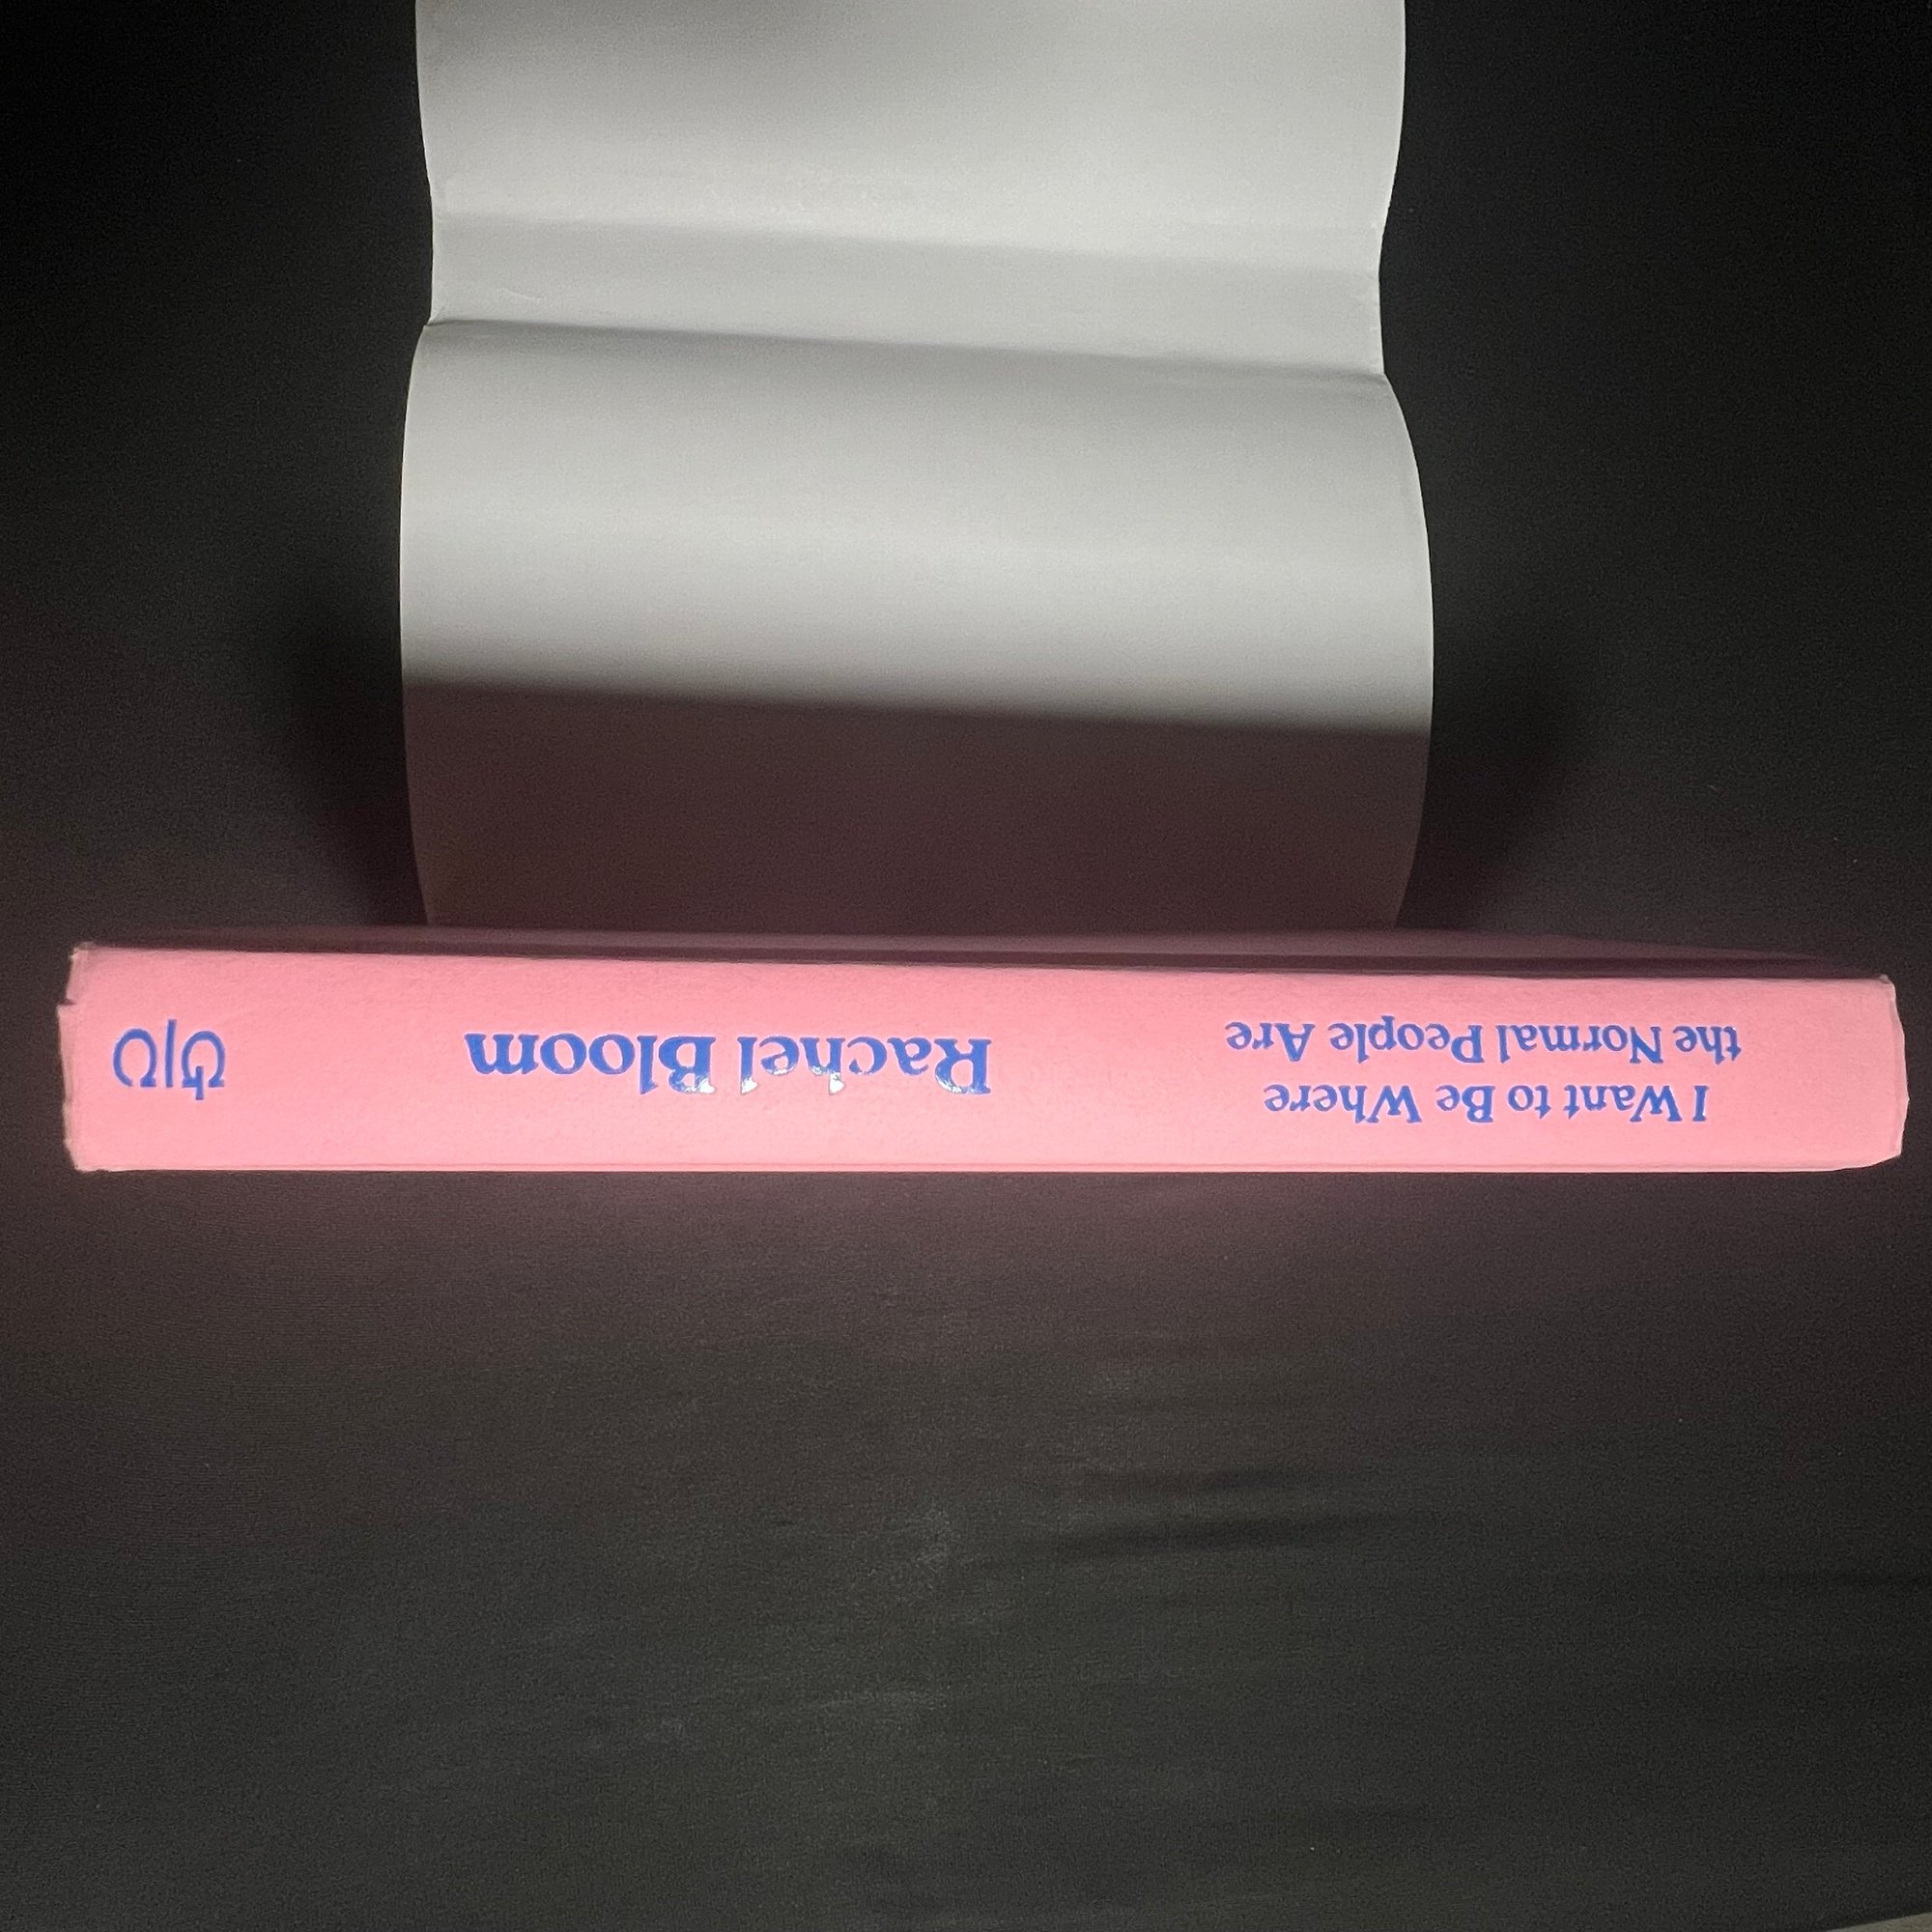 I Want to Be Where
the Normal People Are
Rachel Bloom